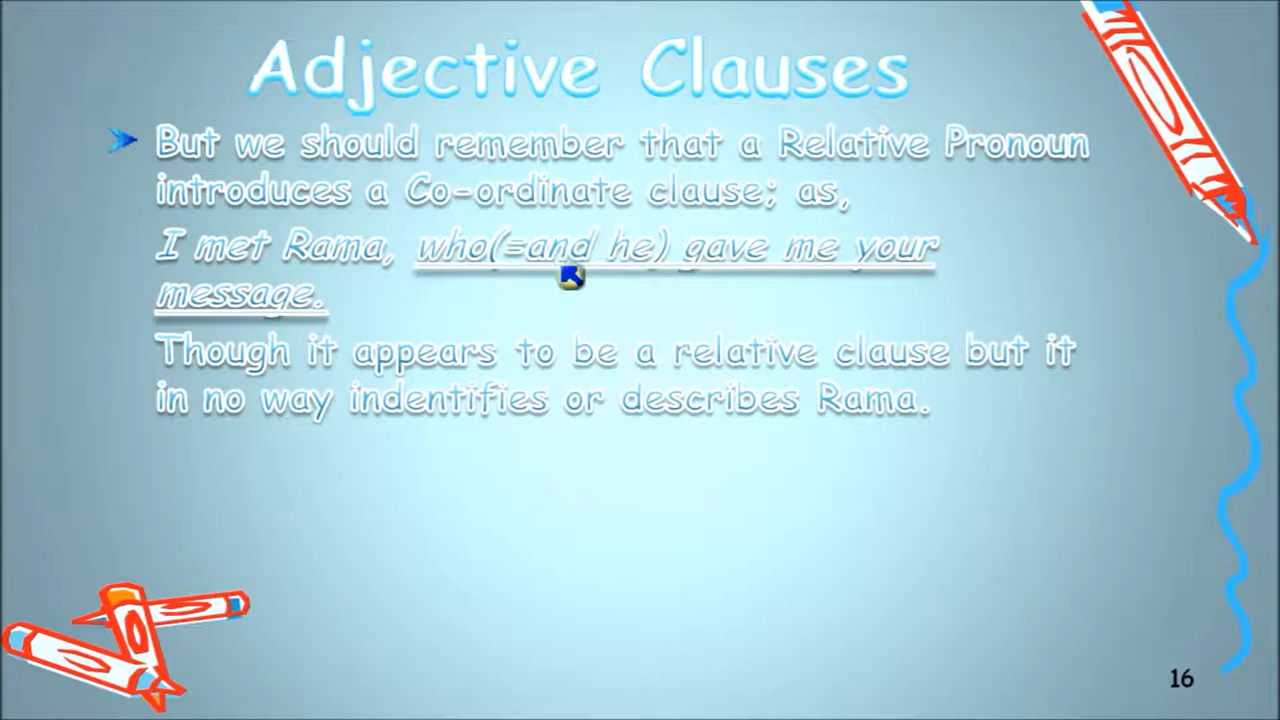 Adjective Clauses
But we should remember that a Relative Pronoun
introduces a Co-ordinate clause; as,
I met Rama, who(=and he) gave me your
message.
Though it appears to be a relative clause but it
in no way indentifies or describes Rama.
16